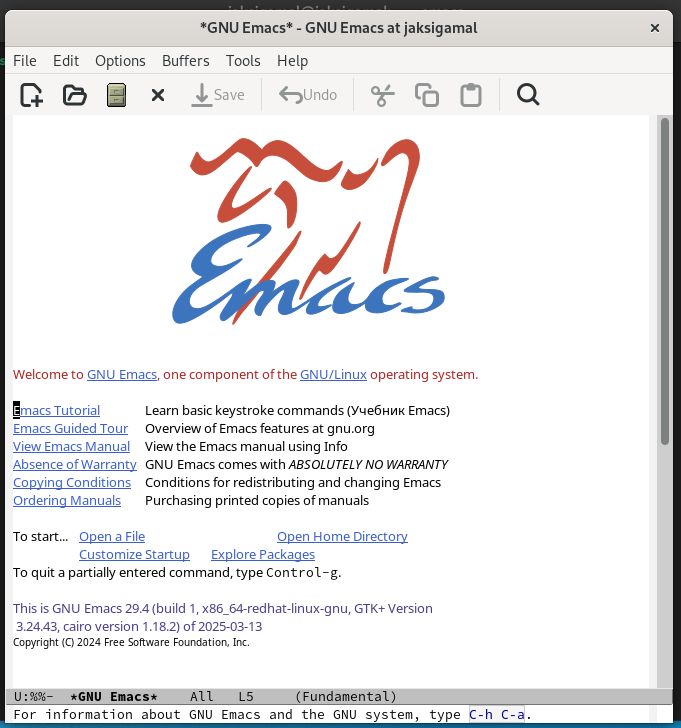 *GNU Emacs* - GNU Emacs at jaksigamal
File Edit Options Buffers Tools Help
Save Undo
Emacs
Welcome to GNU Emacs, one component of the GNU/Linux operating system.
Emacs Tutorial Learn basic keystroke commands (Учебник Emacs)
Emacs Guided Tour Overview of Emacs features at gnu.org
View Emacs Manual View the Emacs manual using Info
Absence of Warranty GNU Emacs comes with ABSOLUTELY NO WARRANTY
Copying Conditions Conditions for redistributing and changing Emacs
Ordering Manuals Purchasing printed copies of manuals
To start... Open a File Open Home Directory
Customize Startup Explore Packages
To quit a partially entered command, type Control-g.
This is GNU Emacs 29.4 (build 1, x86_64-redhat-linux-gnu, GTK+ Version
3.24.43, cairo version 1.18.2) of 2025-03-13
Copyright (C) 2024 Free Software Foundation, Inc.
U:%%- *GNU Emacs* All L5 (Fundamental)
For information about GNU Emacs and the GNU system, type C-h C-a.